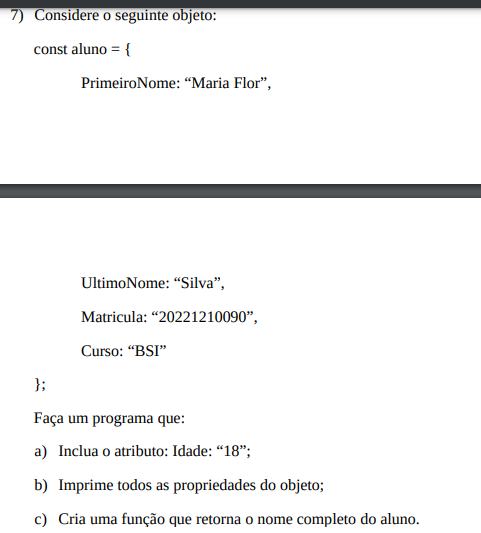 7) Considere o seguinte objeto:
const aluno = {
PrimeiroNome: “Maria Flor”,
UltimoNome: “Silva”,
Matricula: “20221210090”,
Curso: “BSI”
};
Faça um programa que:
a) Inclua o atributo: Idade: “18”;
b) Imprime todos as propriedades do objeto;
c) Cria uma função que retorna o nome completo do aluno.